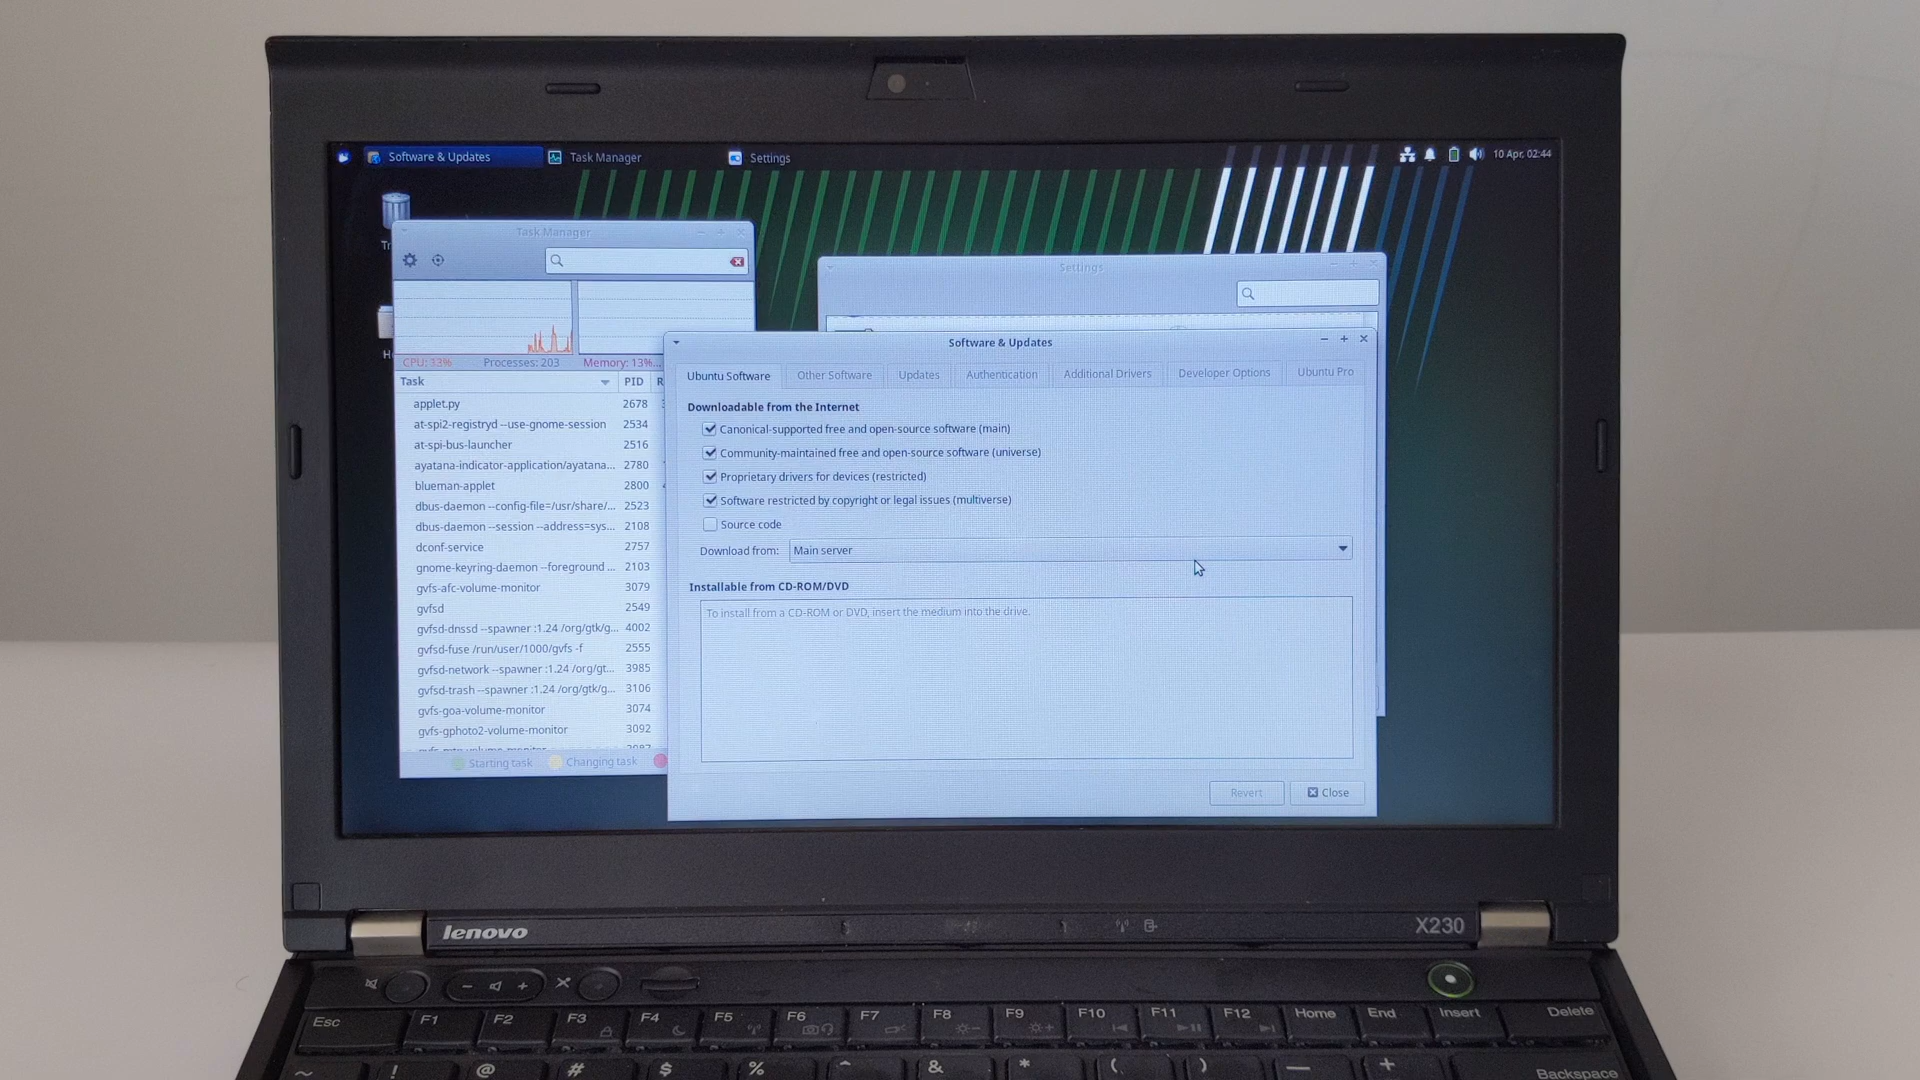 Software & Updates
Task Manager
Settings
10 Apr, 02:44
Task Manager
CPU: 33%
Processes: 203
Memory: 13%...
Task
PID
applet.py 2678
at-spi2-registryd --use-gnome-session 2534
at-spi-bus-launcher 2516
ayatana-indicator-application/ayatana... 2780
blueman-applet 2800
dbus-daemon --config-file=/usr/share/... 2523
dbus-daemon --session --address=sys... 2108
dconf-service 2757
gnome-keyring-daemon --foreground ... 2103
gvfs-afc-volume-monitor 3079
gvfsd 2549
gvfsd-dnssd --spawner :1.24 /org/gtk/g... 4002
gvfsd-fuse /run/user/1000/gvfs -f 2555
gvfsd-network --spawner :1.24 /org/gt... 3985
gvfsd-trash --spawner :1.24 /org/gtk/g... 3106
gvfs-goa-volume-monitor 3074
gvfs-gphoto2-volume-monitor 3092
Starting task
Changing task
Settings
Software & Updates
Ubuntu Software
Other Software
Updates
Authentication
Additional Drivers
Developer Options
Ubuntu Pro
Downloadable from the Internet
Canonical-supported free and open-source software (main)
Community-maintained free and open-source software (universe)
Proprietary drivers for devices (restricted)
Software restricted by copyright or legal issues (multiverse)
Source code
Download from: Main server
Installable from CD-ROM/DVD
To install from a CD-ROM or DVD, insert the medium into the drive.
Revert
Close
lenovo
X230
Esc F1 F2 F3 F4 F5 F6 F7 F8 F9 F10 F11 F12 Home End Insert Delete
~ ! @ # $ % ^ & * ( ) — + Backspace